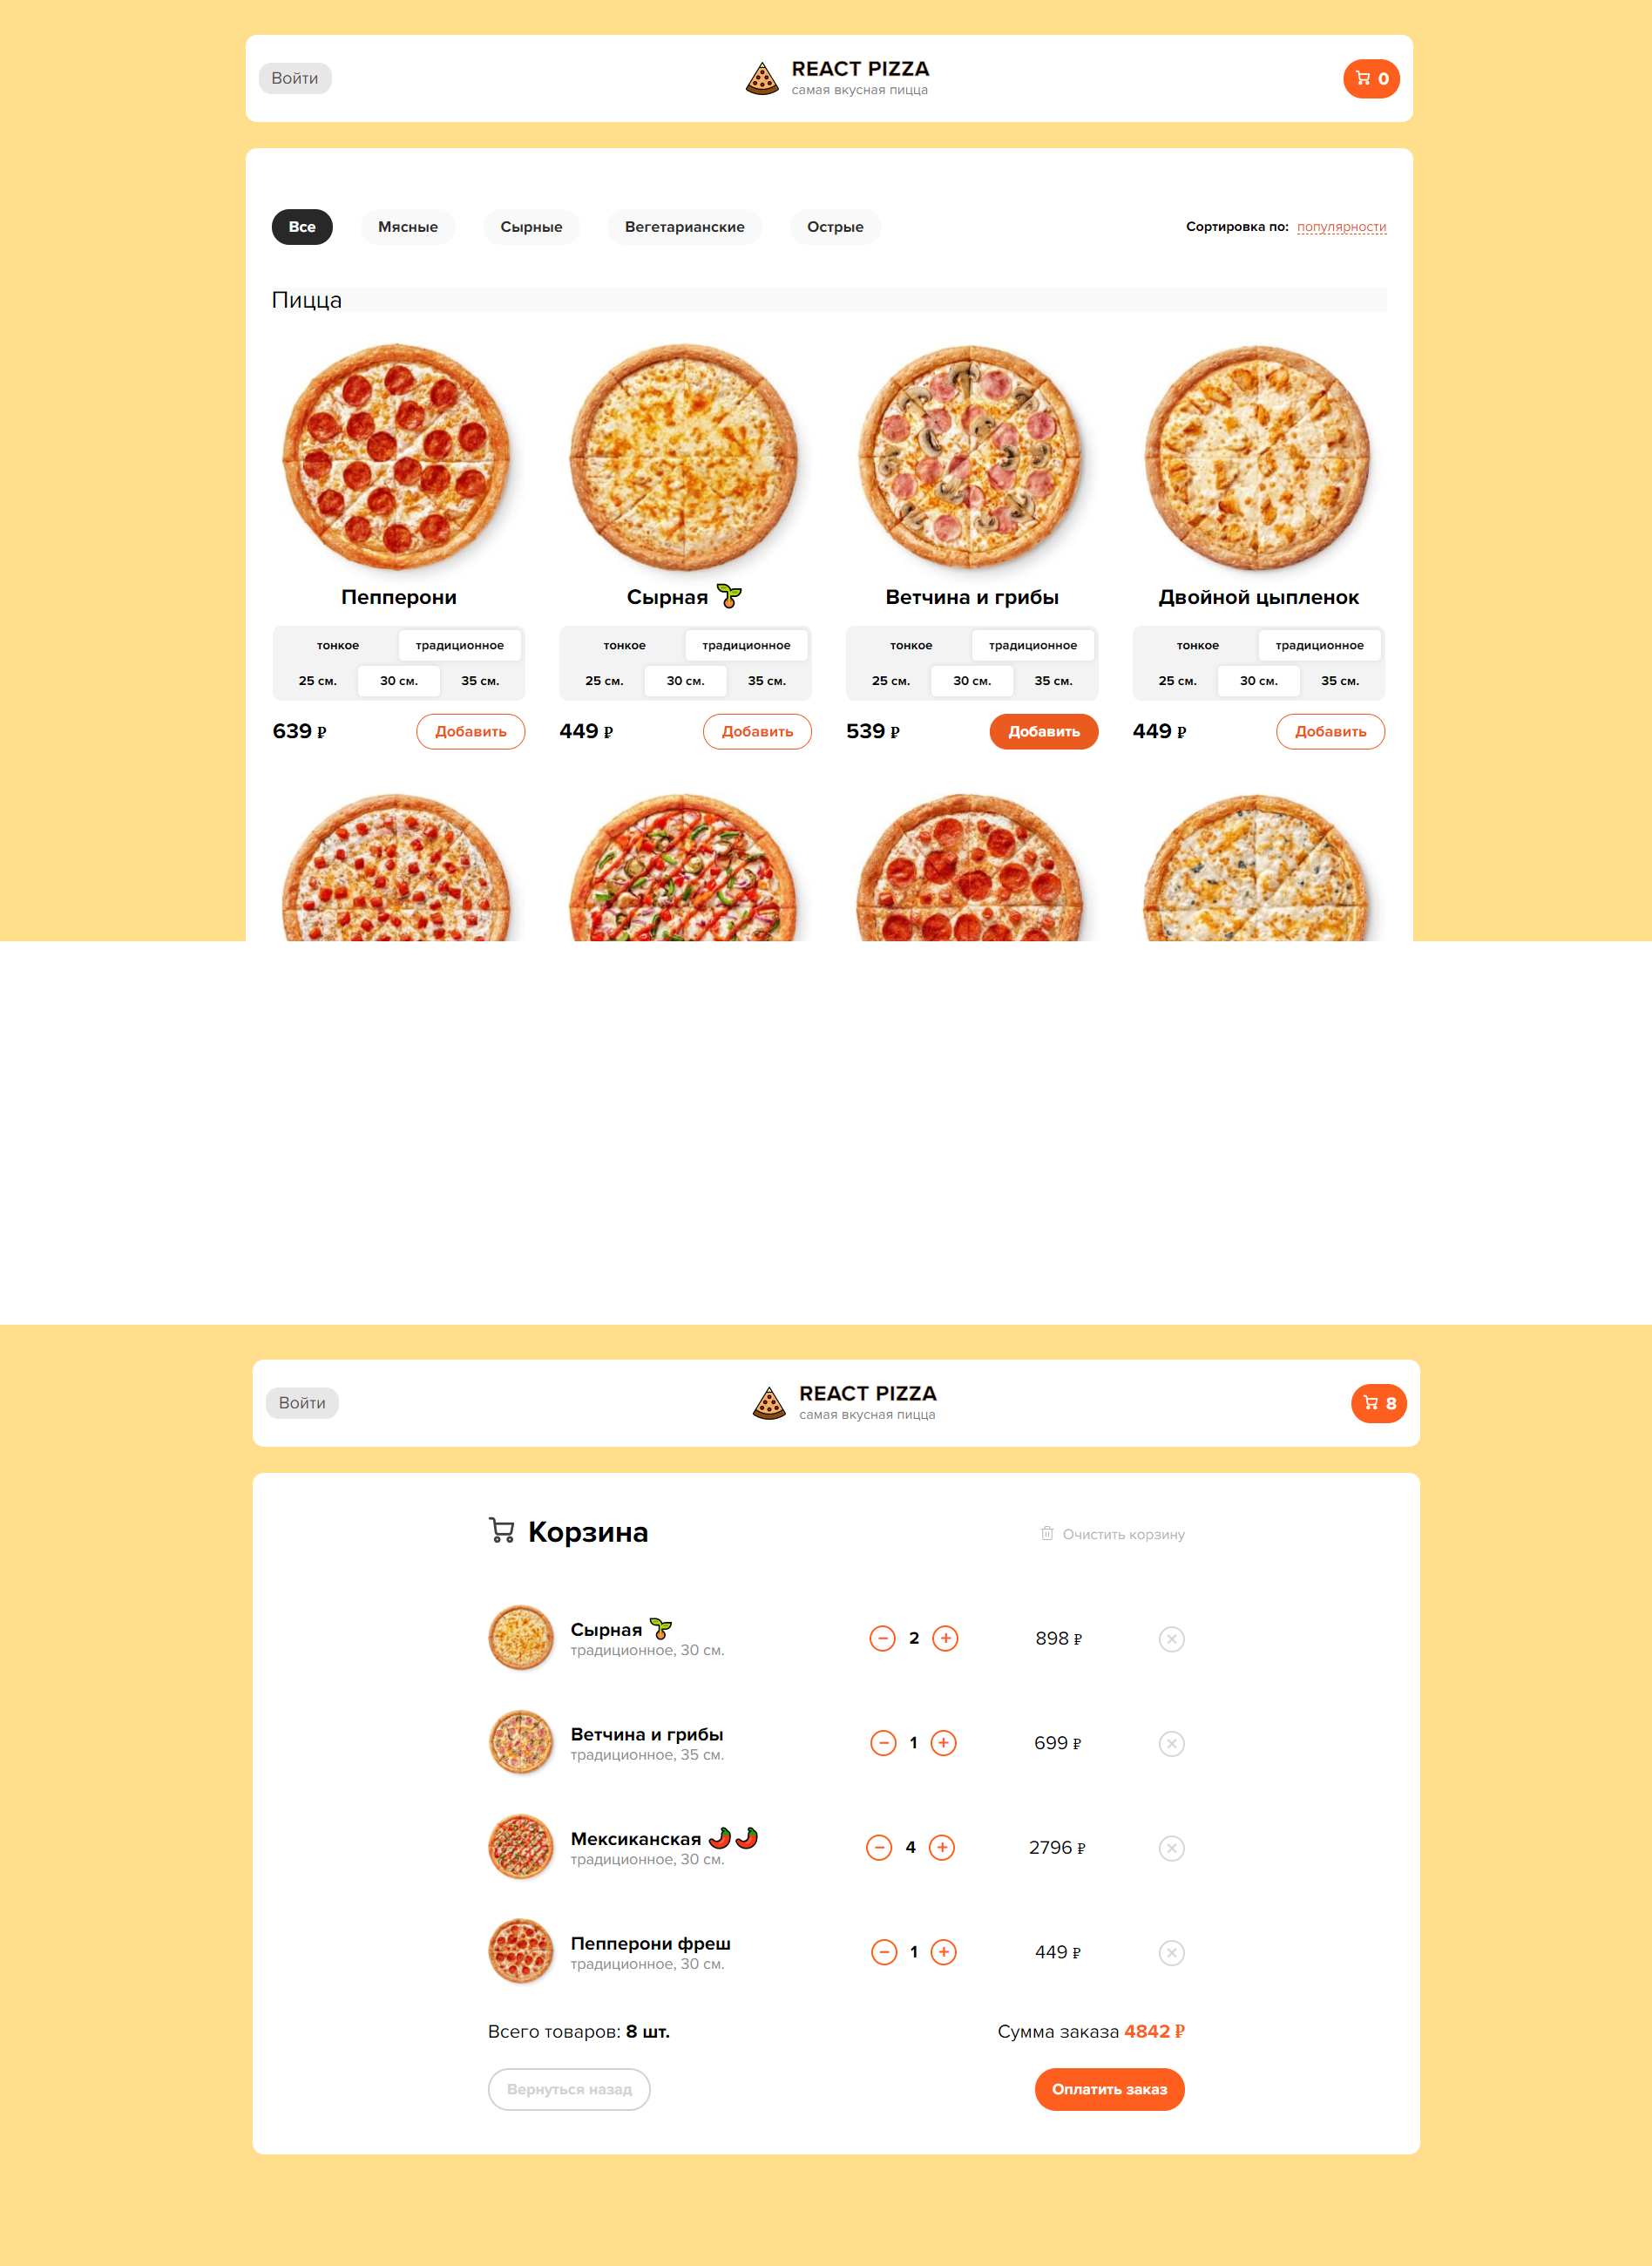 Войти
REACT PIZZA
самая вкусная пицца
0
Все Мясные Сырные Вегетарианские Острые Сортировка по: популярности
Пицца
Пепперони Сырная Ветчина и грибы Двойной цыпленок
тонкое традиционное тонкое традиционное тонкое традиционное тонкое традиционное
25 см. 30 см. 35 см. 25 см. 30 см. 35 см. 25 см. 30 см. 35 см. 25 см. 30 см. 35 см.
639 ₽ Добавить 449 ₽ Добавить 539 ₽ Добавить 449 ₽ Добавить
Войти
REACT PIZZA
самая вкусная пицца
8
Корзина Очистить корзину
Сырная
традиционное, 30 см.
2 898 ₽
Ветчина и грибы
традиционное, 35 см.
1 699 ₽
Мексиканская
традиционное, 30 см.
4 2796 ₽
Пепперони фреш
традиционное, 30 см.
1 449 ₽
Всего товаров: 8 шт. Сумма заказа 4842 ₽
Вернуться назад Оплатить заказ